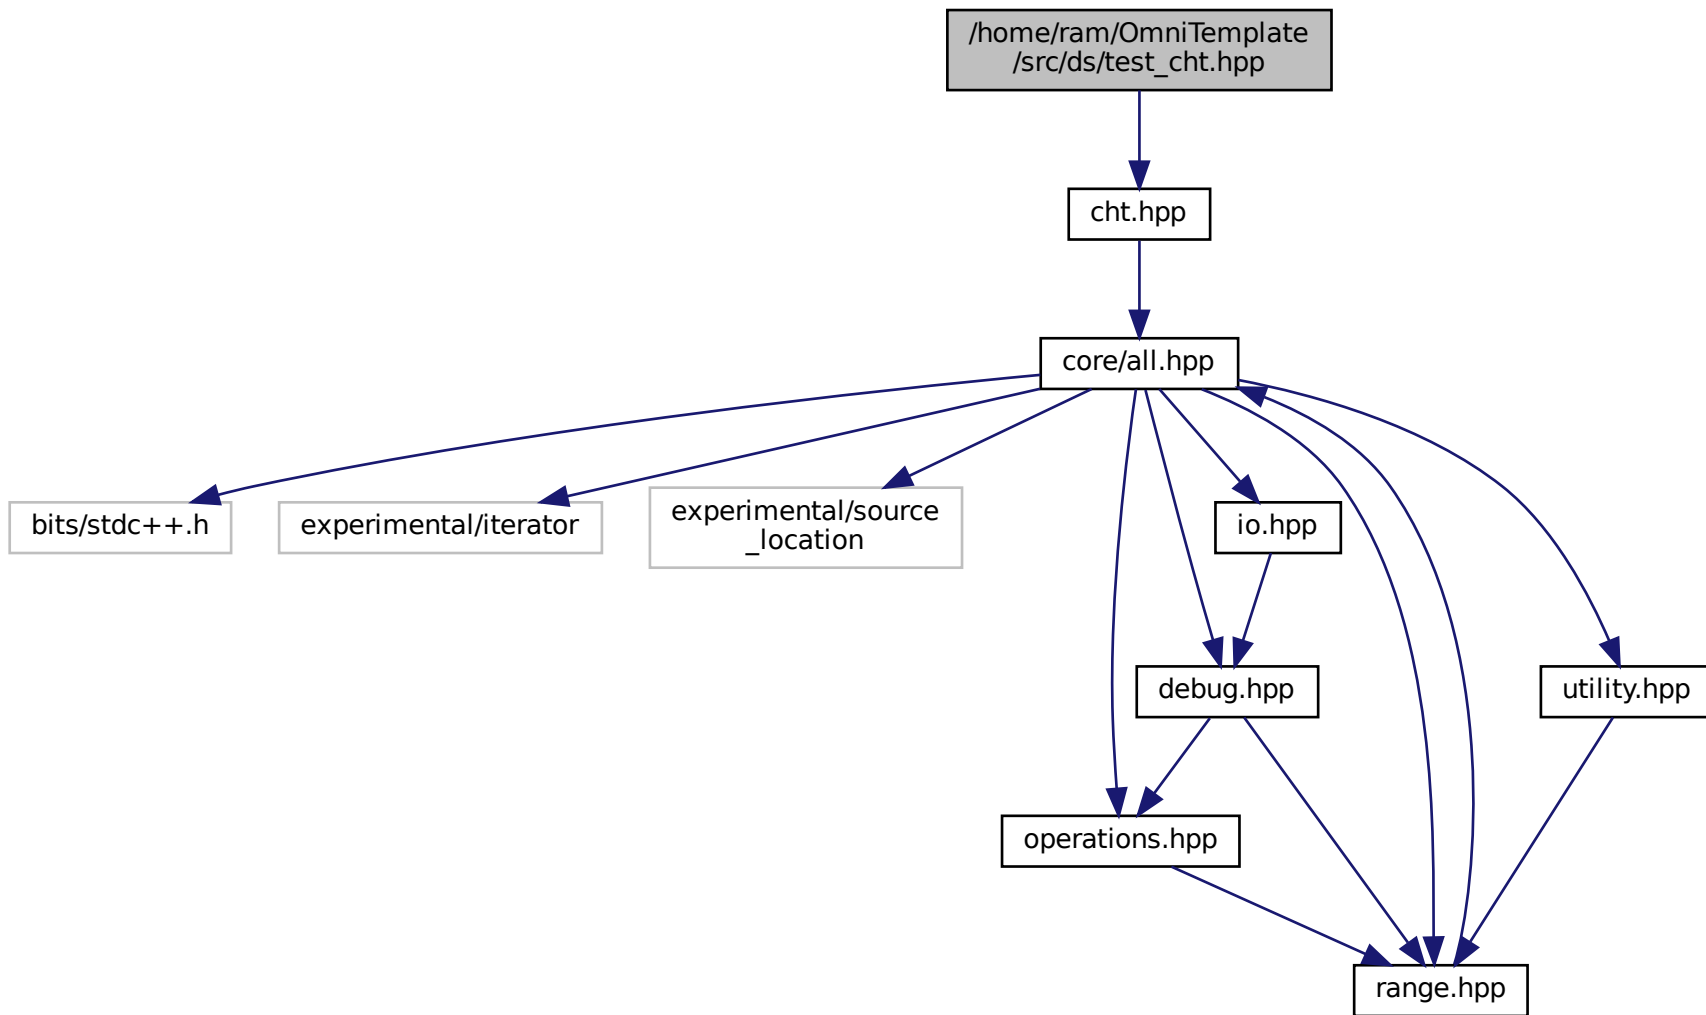 /home/ram/OmniTemplate
/src/ds/test_cht.hpp
cht.hpp
core/all.hpp
bits/stdc++.h
experimental/iterator
experimental/source
_location
io.hpp
debug.hpp
utility.hpp
operations.hpp
range.hpp